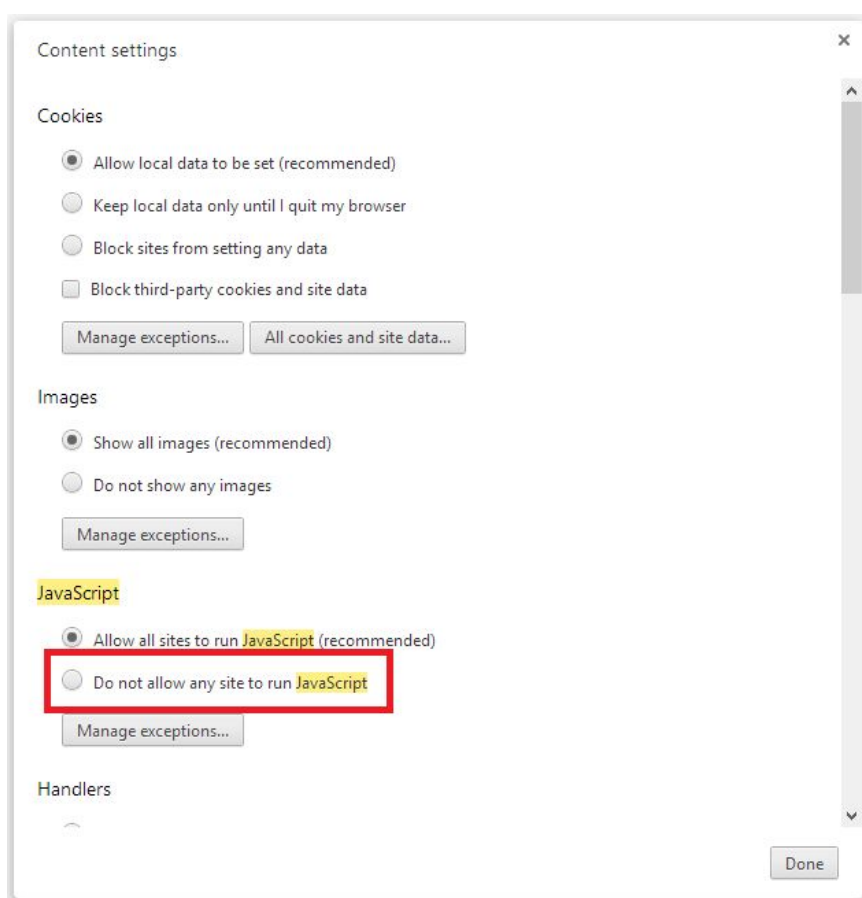 Content settings
Cookies
Allow local data to be set (recommended)
Keep local data only until I quit my browser
Block sites from setting any data
Block third-party cookies and site data
Manage exceptions... All cookies and site data...
Images
Show all images (recommended)
Do not show any images
Manage exceptions...
JavaScript
Allow all sites to run JavaScript (recommended)
Do not allow any site to run JavaScript
Manage exceptions...
Handlers
Done